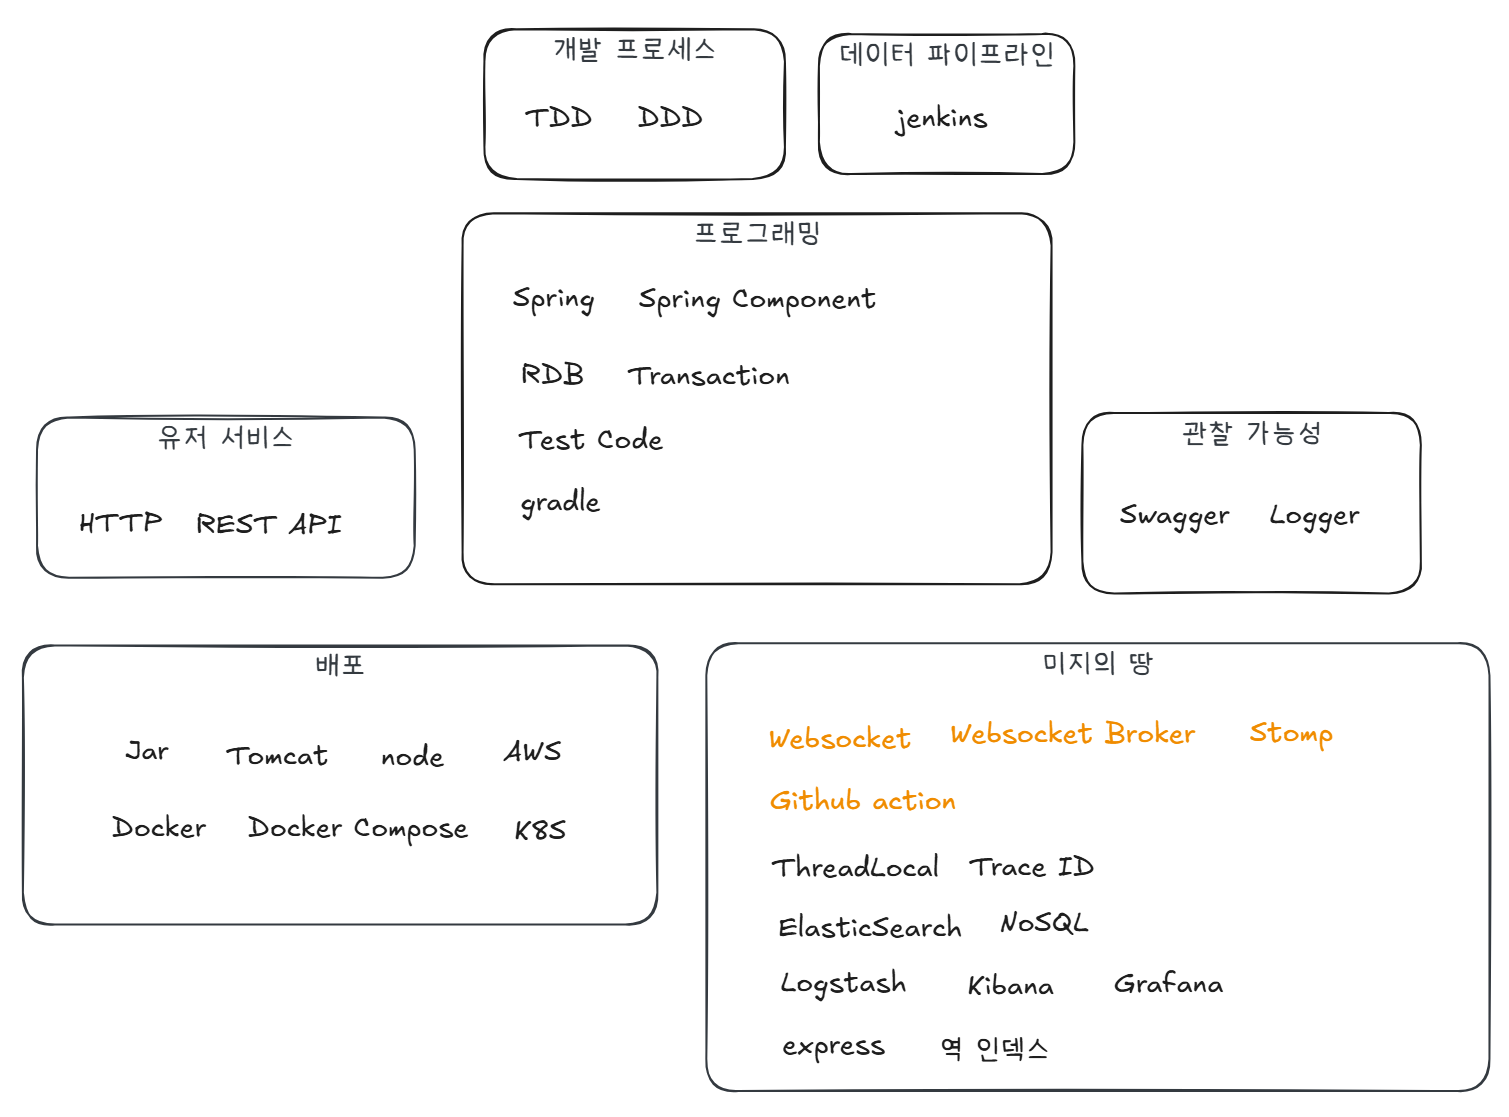 개발 프로세스
TDD DDD
데이터 파이프라인
jenkins
프로그래밍
Spring Spring Component
RDB Transaction
Test Code
gradle
유저 서비스
HTTP REST API
관찰 가능성
Swagger Logger
배포
Jar Tomcat node AWS
Docker Docker Compose K8S
미지의 땅
Websocket Websocket Broker Stomp
Github action
ThreadLocal Trace ID
ElasticSearch NoSQL
Logstash Kibana Grafana
express 역 인덱스